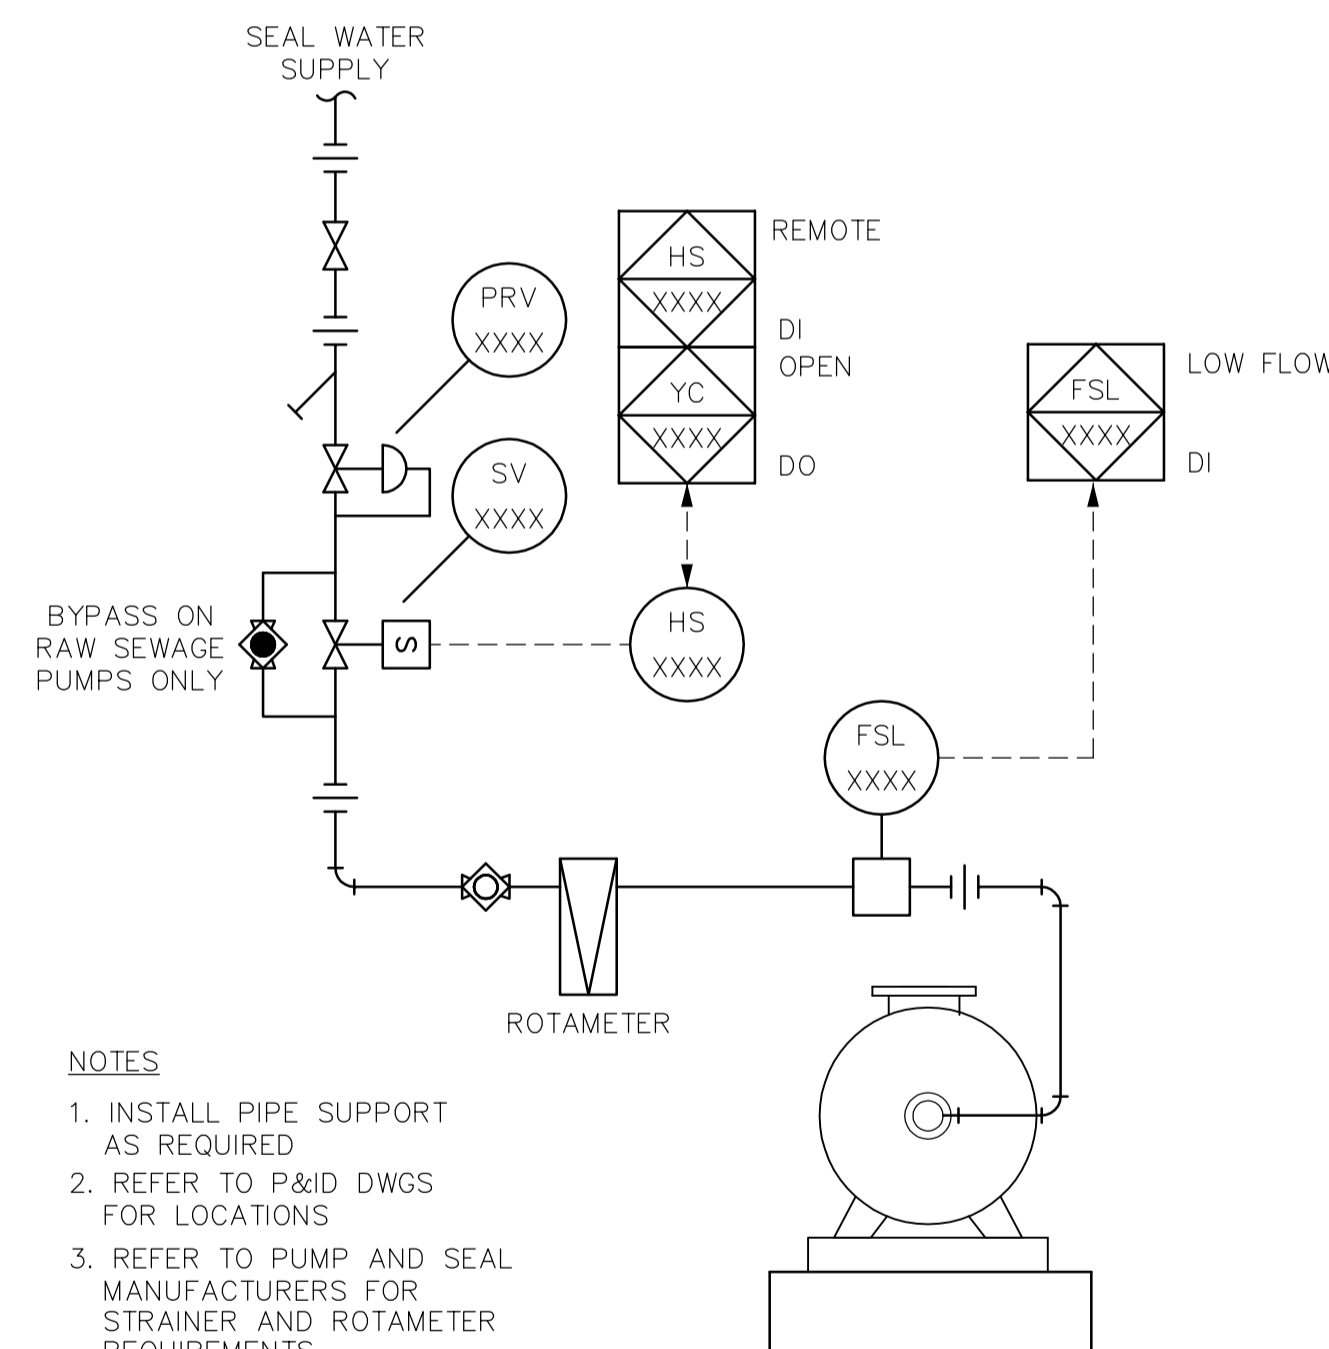 SEAL WATER
SUPPLY
PRV
XXXX
SV
XXXX
HS
XXXX
YC
XXXX
REMOTE
DI
OPEN
DO
FSL
XXXX
LOW FLOW
DI
BYPASS ON
RAW SEWAGE
PUMPS ONLY
S
HS
XXXX
FSL
XXXX
ROTAMETER
NOTES
1. INSTALL PIPE SUPPORT
AS REQUIRED
2. REFER TO P&ID DWGS
FOR LOCATIONS
3. REFER TO PUMP AND SEAL
MANUFACTURERS FOR
STRAINER AND ROTAMETER
REQUIREMENTS